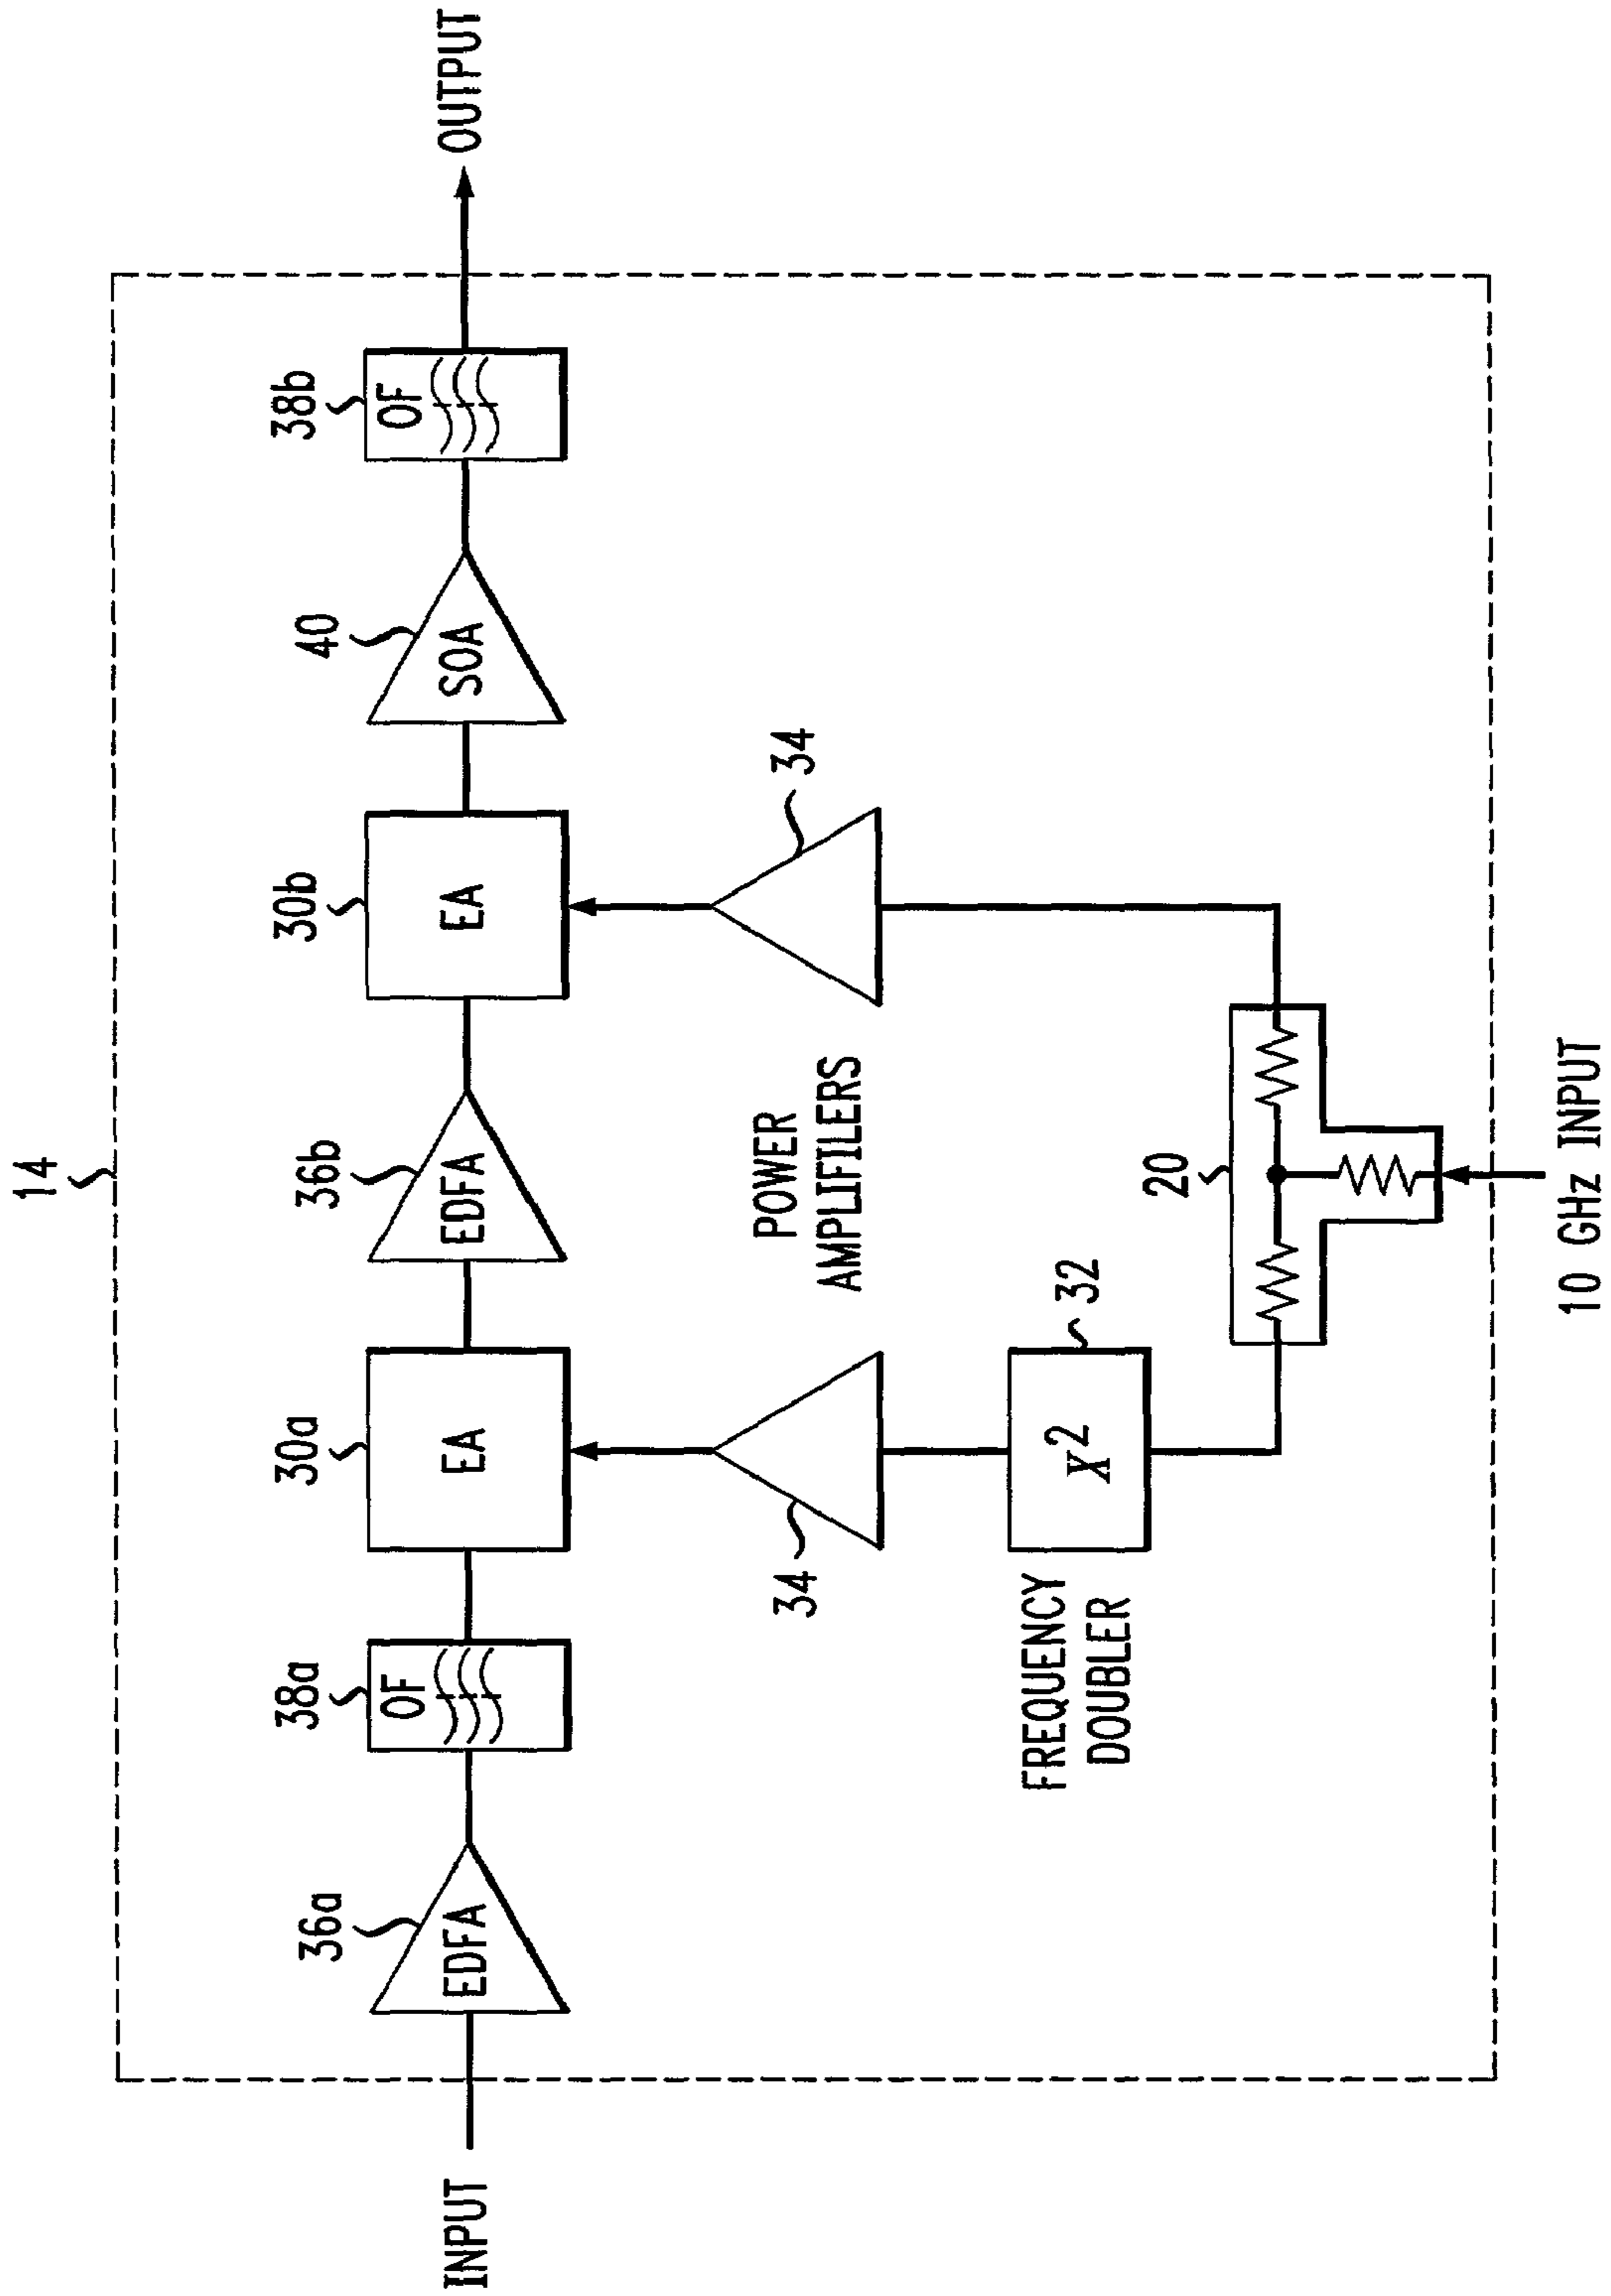 14
36a
38a
30a
36b
30b
40
38b
INPUT
EDFA
OF
EA
EDFA
EA
SOA
OF
OUTPUT
34
34
POWER
AMPLIFILERS
FREQUENCY
DOUBLER
X2
32
20
10 GHz INPUT